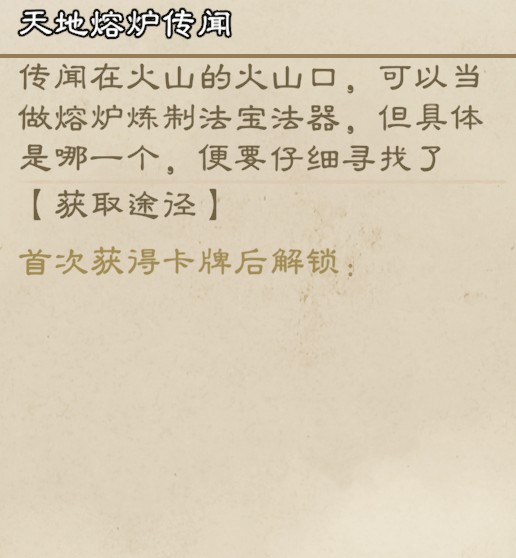 天地熔炉传闻
传闻在火山的火山口，可以当
做熔炉炼制法宝法器，但具体
是哪一个，便要仔细寻找了
【获取途径】
首次获得卡牌后解锁：